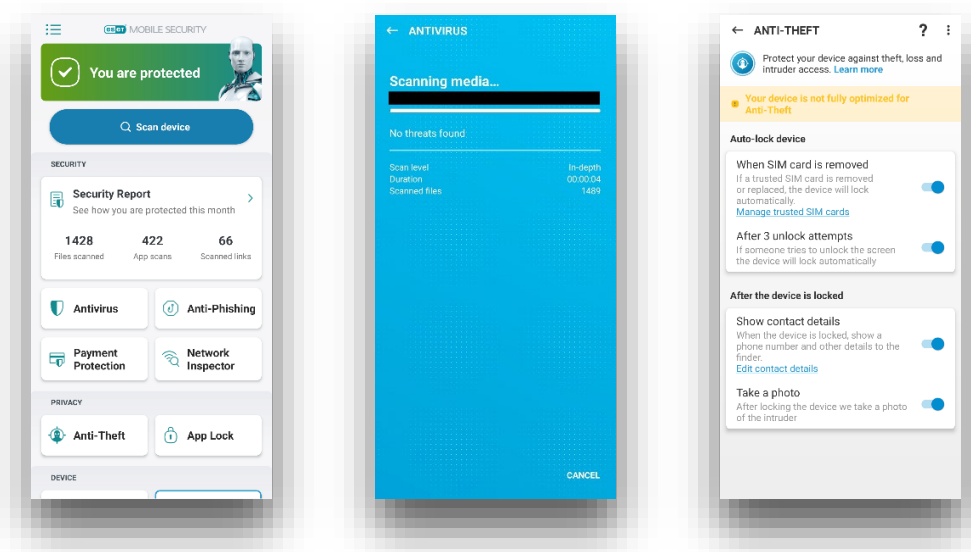 eset MOBILE SECURITY
You are protected
Scan device
SECURITY
Security Report
See how you are protected this month
1428 422 66
Files scanned App scans Scanned links
Antivirus Anti-Phishing
Payment Protection Network Inspector
PRIVACY
Anti-Theft App Lock
DEVICE
← ANTIVIRUS
Scanning media...
No threats found
Scan level In-depth
Duration 00:00:04
Scanned files 1489
CANCEL
← ANTI-THEFT ?
Protect your device against theft, loss and
intruder access. Learn more
Your device is not fully optimized for
Anti-Theft
Auto-lock device
When SIM card is removed
If a trusted SIM card is removed
or replaced, the device will lock
automatically.
Manage trusted SIM cards
After 3 unlock attempts
If someone tries to unlock the screen
the device will lock automatically
After the device is locked
Show contact details
When the device is locked, show a
phone number and other details to the
finder.
Edit contact details
Take a photo
After locking the device we take a photo
of the intruder